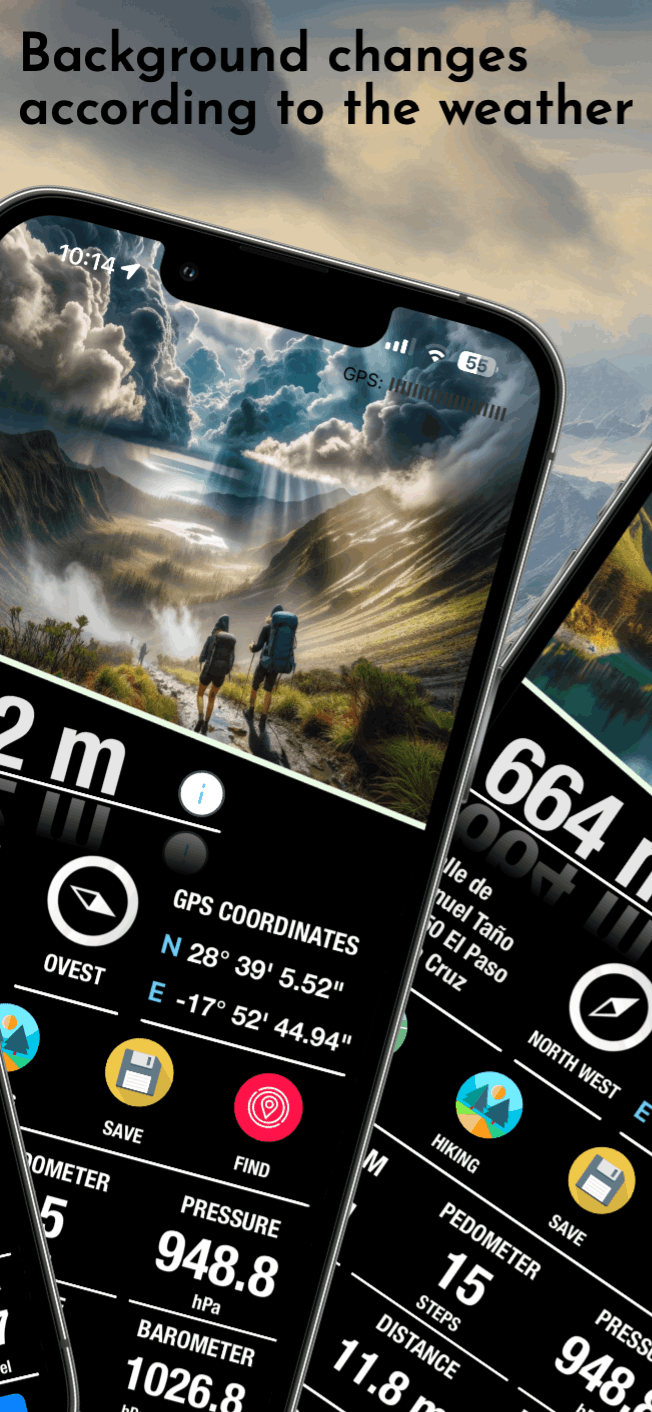 Background changes
according to the weather
10:14
55
GPS:
2 m
GPS COORDINATES
N 28° 39' 5.52"
E -17° 52' 44.94"
OVEST
SAVE
FIND
5
PRESSURE
948.8
hPa
BAROMETER
1026.8
664
El Paso
Cruz
NORTH WEST
E
HIKING
SAVE
PEDOMETER
15
STEPS
DISTANCE
11.8